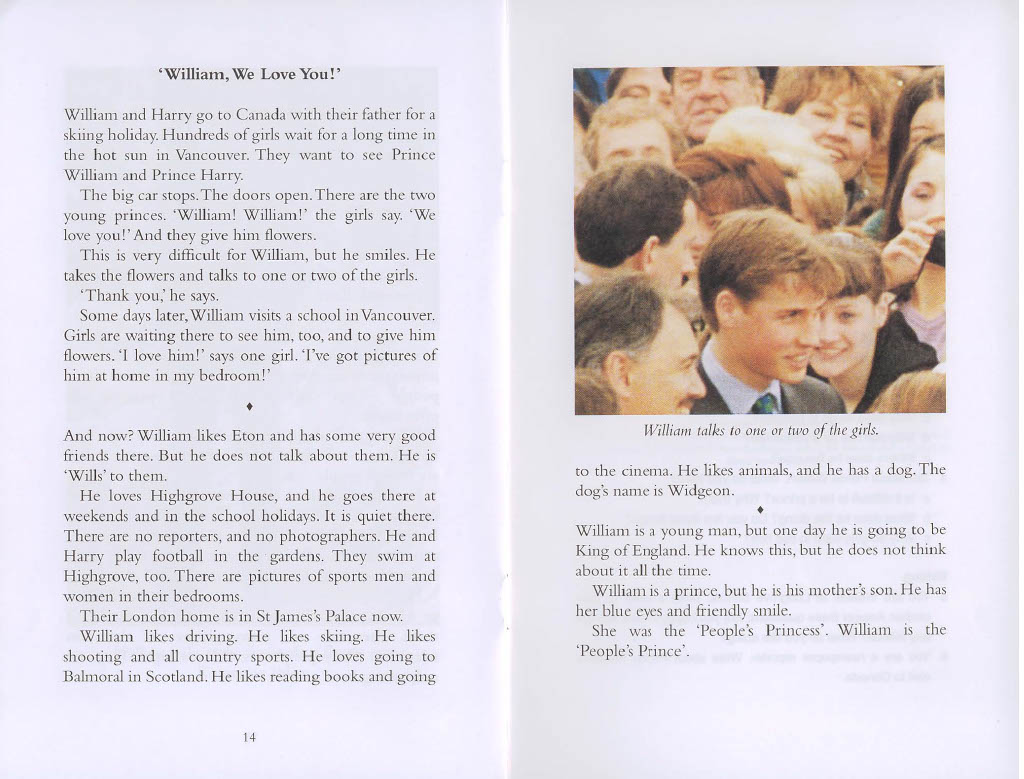 ‘William, We Love You!’
William and Harry go to Canada with their father for a
skiing holiday. Hundreds of girls wait for a long time in
the hot sun in Vancouver. They want to see Prince
William and Prince Harry.
The big car stops. The doors open. There are the two
young princes. ‘William! William!’ the girls say. ‘We
love you!’ And they give him flowers.
This is very difficult for William, but he smiles. He
takes the flowers and talks to one or two of the girls.
‘Thank you,’ he says.
Some days later, William visits a school in Vancouver.
Girls are waiting there to see him, too, and to give him
flowers. ‘I love him!’ says one girl. ‘I’ve got pictures of
him at home in my bedroom!’
♦
And now? William likes Eton and has some very good
friends there. But he does not talk about them. He is
‘Wills’ to them.
He loves Highgrove House, and he goes there at
weekends and in the school holidays. It is quiet there.
There are no reporters, and no photographers. He and
Harry play football in the gardens. They swim at
Highgrove, too. There are pictures of sports men and
women in their bedrooms.
Their London home is in St James’s Palace now.
William likes driving. He likes skiing. He likes
shooting and all country sports. He loves going to
Balmoral in Scotland. He likes reading books and going
14
William talks to one or two of the girls.
to the cinema. He likes animals, and he has a dog. The
dog’s name is Widgeon.
♦
William is a young man, but one day he is going to be
King of England. He knows this, but he does not think
about it all the time.
William is a prince, but he is his mother’s son. He has
her blue eyes and friendly smile.
She was the ‘People’s Princess’. William is the
‘People’s Prince’.